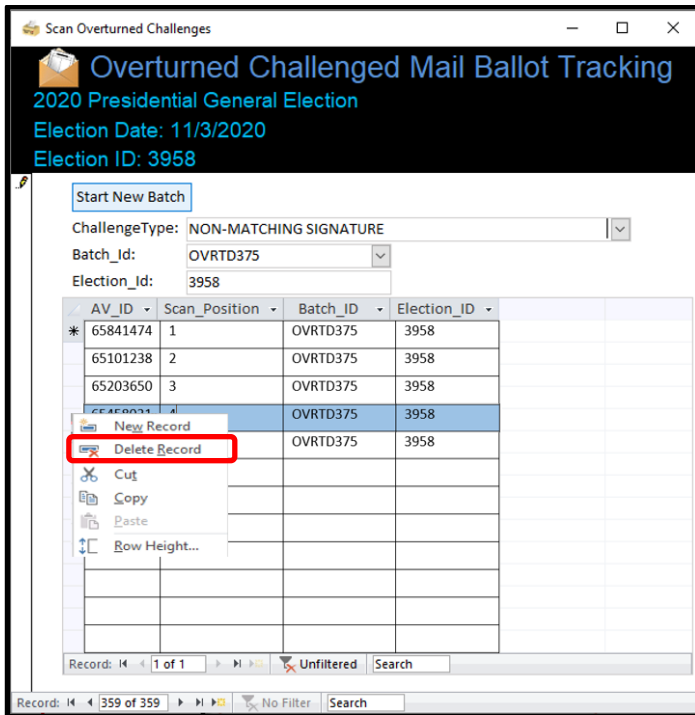 Scan Overturned Challenges
Overturned Challenged Mail Ballot Tracking
2020 Presidential General Election
Election Date: 11/3/2020
Election ID: 3958
Start New Batch
ChallengeType: NON-MATCHING SIGNATURE
Batch_Id: OVRTD375
Election_Id: 3958
AV_ID Scan_Position Batch_ID Election_ID
65841474 1 OVRTD375 3958
65101238 2 OVRTD375 3958
65203650 3 OVRTD375 3958
4 OVRTD375 3958
New Record
OVRTD375 3958
Delete Record
Cut
Copy
Paste
Row Height...
Record: 1 of 1 Unfiltered Search
Record: 359 of 359 No Filter Search